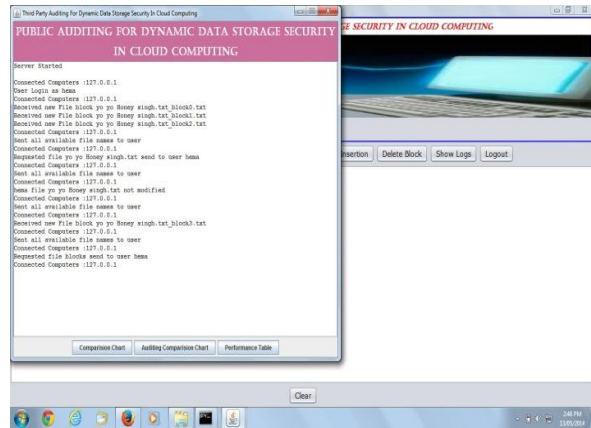 Third Party Auditing For Dynamic Data Storage Security In Cloud Computing
PUBLIC AUDITING FOR DYNAMIC DATA STORAGE SECURITY
IN CLOUD COMPUTING
Server Started
Connected Computers :127.0.0.1
User Login as hema
Connected Computers :127.0.0.1
Received new File block yo yo Honey singh.txt_block0.txt
Received new File block yo yo Honey singh.txt_block1.txt
Received new File block yo yo Honey singh.txt_block2.txt
Connected Computers :127.0.0.1
Sent all available file names to user
Connected Computers :127.0.0.1
Requested file yo yo Honey singh.txt send to user hema
Connected Computers :127.0.0.1
Sent all available file names to user
Connected Computers :127.0.0.1
hema file yo yo Honey singh.txt not modified
Connected Computers :127.0.0.1
Sent all available file names to user
Connected Computers :127.0.0.1
Received new File block yo yo Honey singh.txt_block3.txt
Connected Computers :127.0.0.1
Sent all available file names to user
Connected Computers :127.0.0.1
Requested file blocks send to user hema
Connected Computers :127.0.0.1
Comparision Chart Auditing Comparision Chart Performance Table
GE SECURITY IN CLOUD COMPUTING
Insertion Delete Block Show Logs Logout
Clear
2:48 PM
13/03/2014